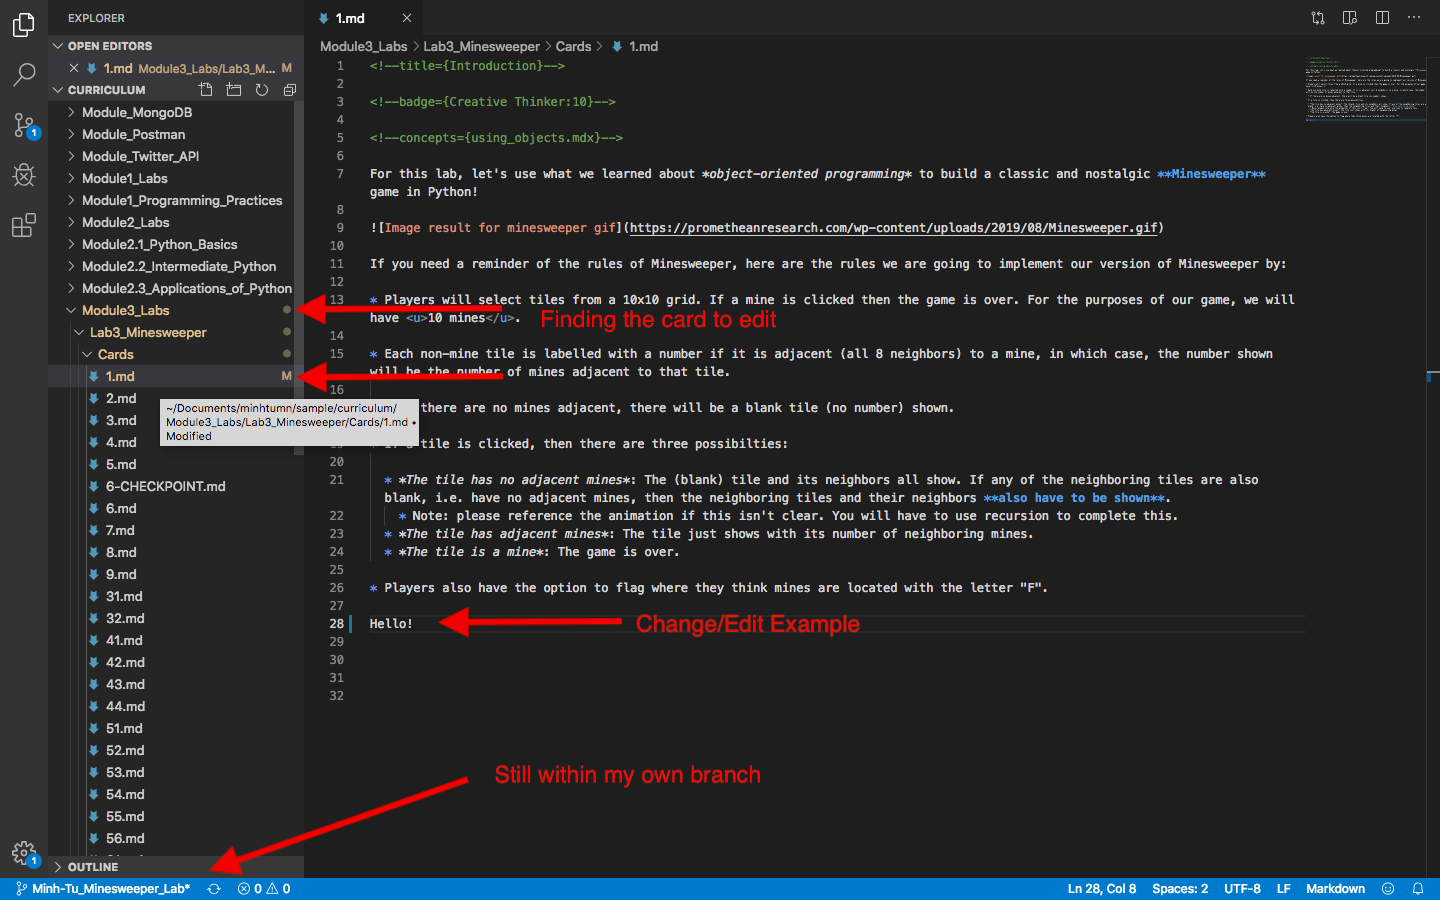 EXPLORER
OPEN EDITORS
1.md Module3_Labs/Lab3_M... M
CURRICULUM
Module_MongoDB
Module_Postman
Module_Twitter_API
Module1_Labs
Module1_Programming_Practices
Module2_Labs
Module2.1_Python_Basics
Module2.2_Intermediate_Python
Module2.3_Applications_of_Python
Module3_Labs
Lab3_Minesweeper
Cards
1.md M
2.md
3.md
4.md
5.md
6-CHECKPOINT.md
6.md
7.md
8.md
9.md
31.md
32.md
41.md
42.md
43.md
44.md
51.md
52.md
53.md
54.md
55.md
56.md
OUTLINE
~/Documents/minhtumn/sample/curriculum/
Module3_Labs/Lab3_Minesweeper/Cards/1.md •
Modified
1
1
1.md
Module3_Labs > Lab3_Minesweeper > Cards > 1.md
1 <!--title={Introduction}-->
2
3 <!--badge={Creative Thinker:10}-->
4
5 <!--concepts={using_objects.mdx}-->
6
7 For this lab, let's use what we learned about *object-oriented programming* to build a classic and nostalgic **Minesweeper**
game in Python!
8
9 ![Image result for minesweeper gif](https://prometheanresearch.com/wp-content/uploads/2019/08/Minesweeper.gif)
10
11 If you need a reminder of the rules of Minesweeper, here are the rules we are going to implement our version of Minesweeper by:
12
13 * Players will select tiles from a 10x10 grid. If a mine is clicked then the game is over. For the purposes of our game, we will
have <u>10 mines</u>.
14
15 * Each non-mine tile is labelled with a number if it is adjacent (all 8 neighbors) to a mine, in which case, the number shown
will be the number of mines adjacent to that tile.
16
there are no mines adjacent, there will be a blank tile (no number) shown.
tile is clicked, then there are three possibilties:
20
21 * *The tile has no adjacent mines*: The (blank) tile and its neighbors all show. If any of the neighboring tiles are also
blank, i.e. have no adjacent mines, then the neighboring tiles and their neighbors **also have to be shown**.
22 * Note: please reference the animation if this isn't clear. You will have to use recursion to complete this.
23 * *The tile has adjacent mines*: The tile just shows with its number of neighboring mines.
24 * *The tile is a mine*: The game is over.
25
26 * Players also have the option to flag where they think mines are located with the letter "F".
27
28 Hello!
29
30
31
32
Finding the card to edit
Change/Edit Example
Still within my own branch
Minh-Tu_Minesweeper_Lab* 0 0 Ln 28, Col 8 Spaces: 2 UTF-8 LF Markdown